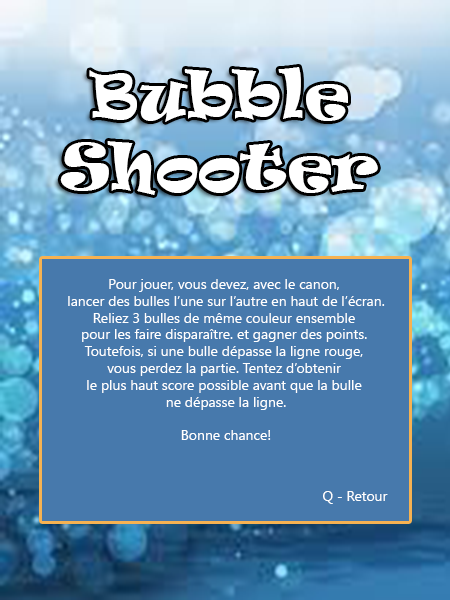 Bubble
Shooter
Pour jouer, vous devez, avec le canon,
lancer des bulles l'une sur l'autre en haut de l'écran.
Reliez 3 bulles de même couleur ensemble
pour les faire disparaître. et gagner des points.
Toutefois, si une bulle dépasse la ligne rouge,
vous perdez la partie. Tentez d'obtenir
le plus haut score possible avant que la bulle
ne dépasse la ligne.
Bonne chance!
Q - Retour